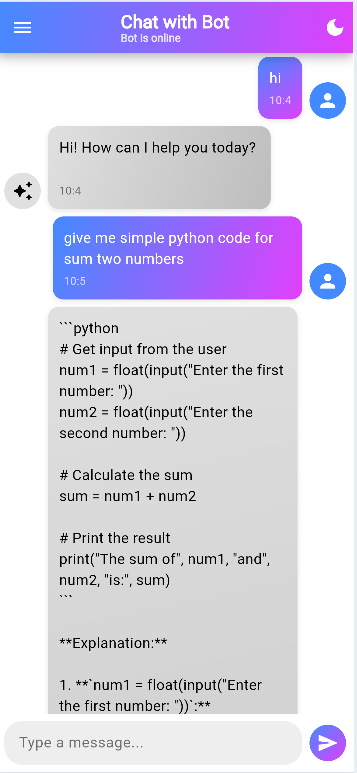 Chat with Bot
Bot is online
hi
10:4
Hi! How can I help you today?
10:4
give me simple python code for
sum two numbers
10:5
```python
# Get input from the user
num1 = float(input("Enter the first
number: "))
num2 = float(input("Enter the
second number: "))
# Calculate the sum
sum = num1 + num2
# Print the result
print("The sum of", num1, "and",
num2, "is:", sum)
```
**Explanation:**
1. **`num1 = float(input("Enter
the first number: "))`:**
Type a message...